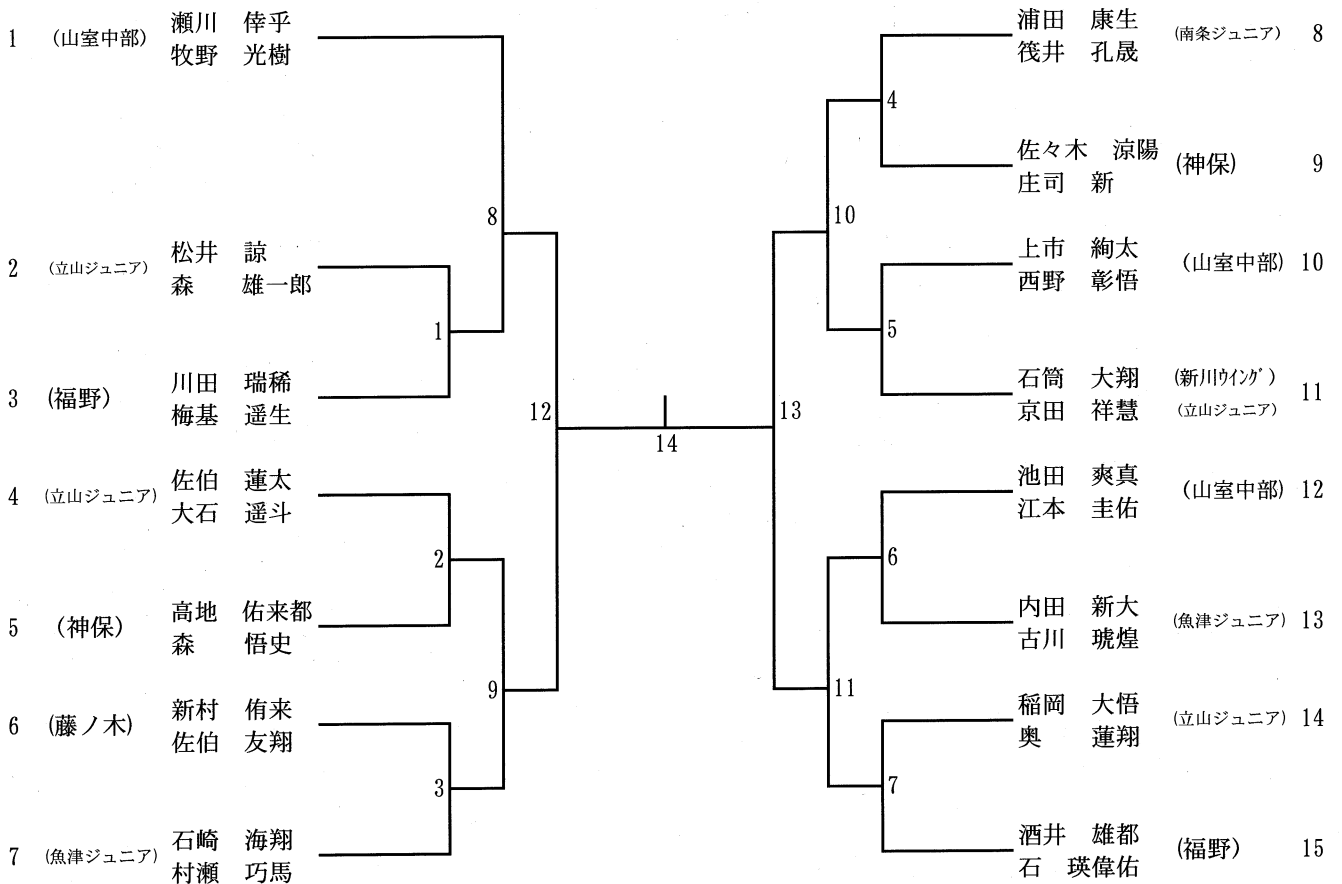 1 (山室中部) 瀬川 倖乎
牧野 光樹
2 (立山ジュニア) 松井 諒
森 雄一郎
3 (福野) 川田 瑞稀
梅基 遥生
4 (立山ジュニア) 佐伯 蓮太
大石 遥斗
5 (神保) 高地 佑来都
森 悟史
6 (藤ノ木) 新村 侑来
佐伯 友翔
7 (魚津ジュニア) 石崎 海翔
村瀬 巧馬
8
1
12
2
9
3
14
4
10
5
13
6
11
7
浦田 康生 (南条ジュニア) 8
筏井 孔晟
佐々木 涼陽 (神保) 9
庄司 新
上市 絢太 (山室中部) 10
西野 彰悟
石筒 大翔 (新川ウイング) 11
京田 祥慧 (立山ジュニア)
池田 爽真 (山室中部) 12
江本 圭佑
内田 新大 (魚津ジュニア) 13
古川 琥煌
稲岡 大悟 (立山ジュニア) 14
奥 蓮翔
酒井 雄都 (福野) 15
石 瑛偉佑